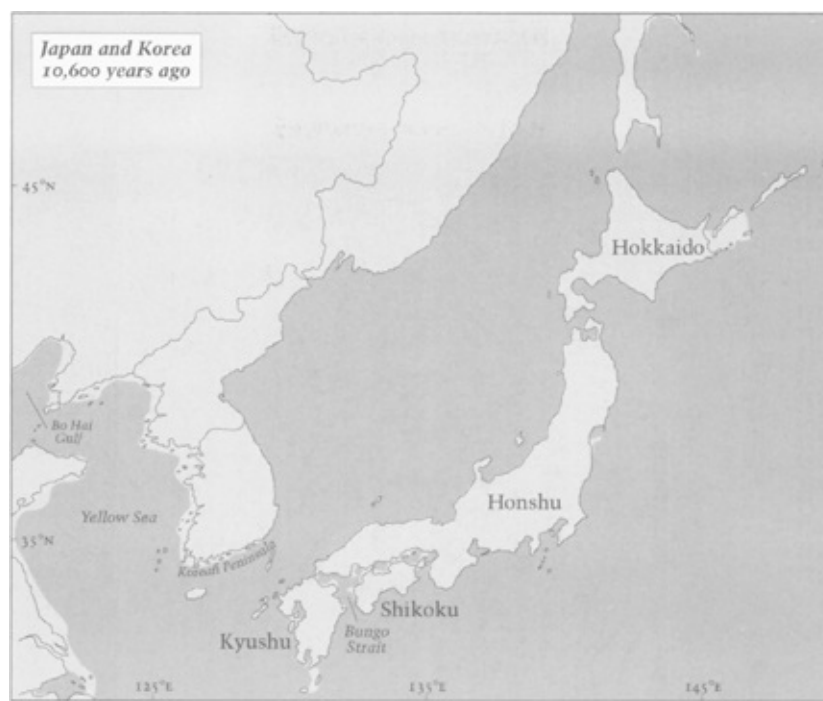 Japan and Korea
10,600 years ago
45°N
Hokkaido
Bo Hai
Gulf
Honshu
Yellow Sea
35°N
Korean Peninsula
Shikoku
Kyushu
Bungo
Strait
125°E
135°E
145°E